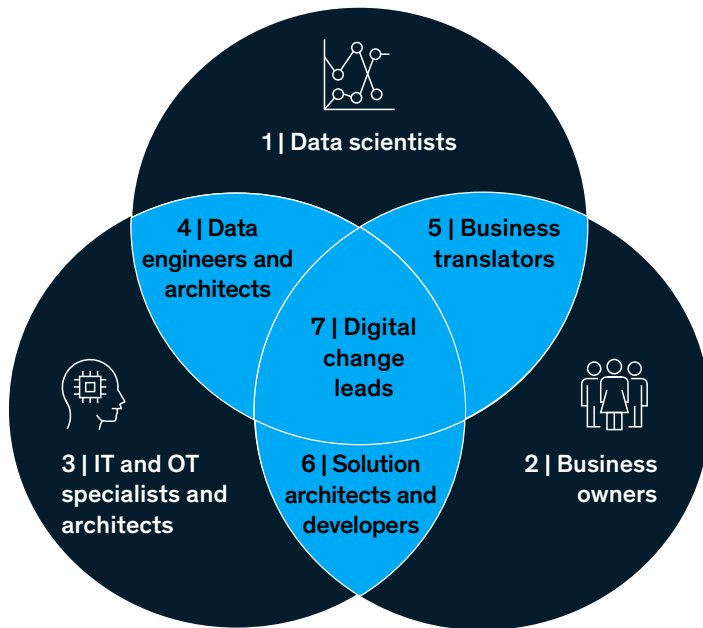 1 | Data scientists
4 | Data
engineers and
architects
5 | Business
translators
7 | Digital
change
leads
3 | IT and OT
specialists and
architects
6 | Solution
architects and
developers
2 | Business
owners